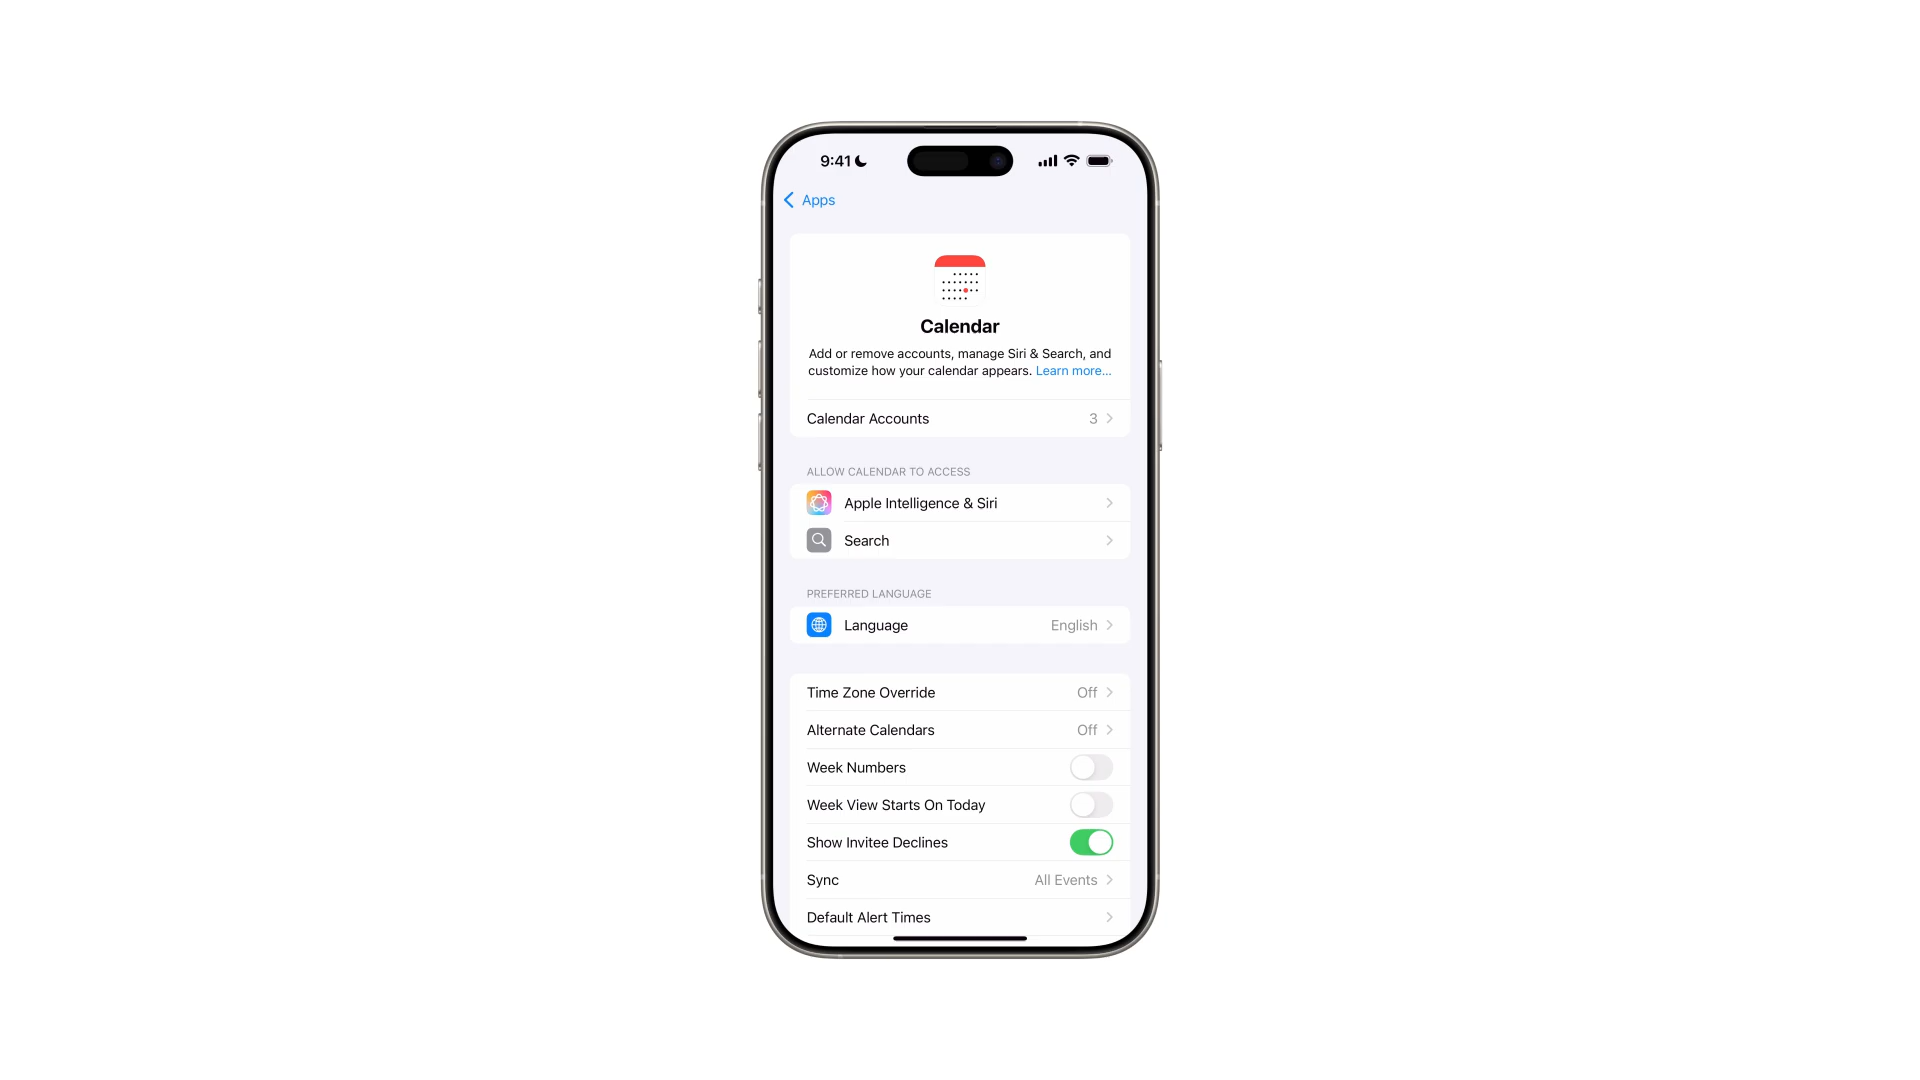 9:41
Apps
Calendar
Add or remove accounts, manage Siri & Search, and
customize how your calendar appears. Learn more...
Calendar Accounts 3
ALLOW CALENDAR TO ACCESS
Apple Intelligence & Siri
Search
PREFERRED LANGUAGE
Language English
Time Zone Override Off
Alternate Calendars Off
Week Numbers
Week View Starts On Today
Show Invitee Declines
Sync All Events
Default Alert Times